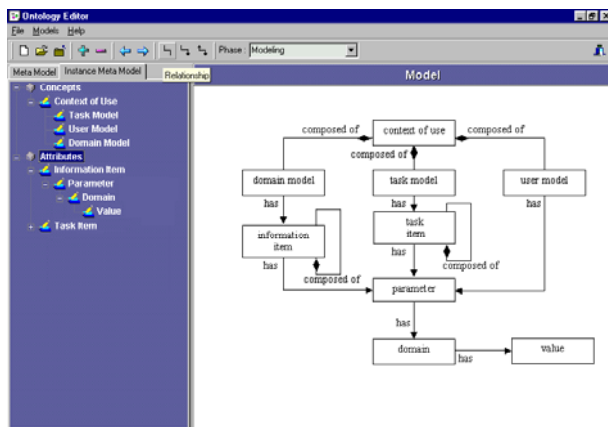 Ontology Editor
File Models Help
Phase : Modeling
Meta Model Instance Meta Model Relationship
Model
Concepts
Context of Use
Task Model
User Model
Domain Model
Attributes
Information Item
Parameter
Domain
Value
Task Item
composed of context of use composed of
composed of
domain model task model user model
has has has
information item
task item
has has
composed of composed of
parameter
has
domain has value